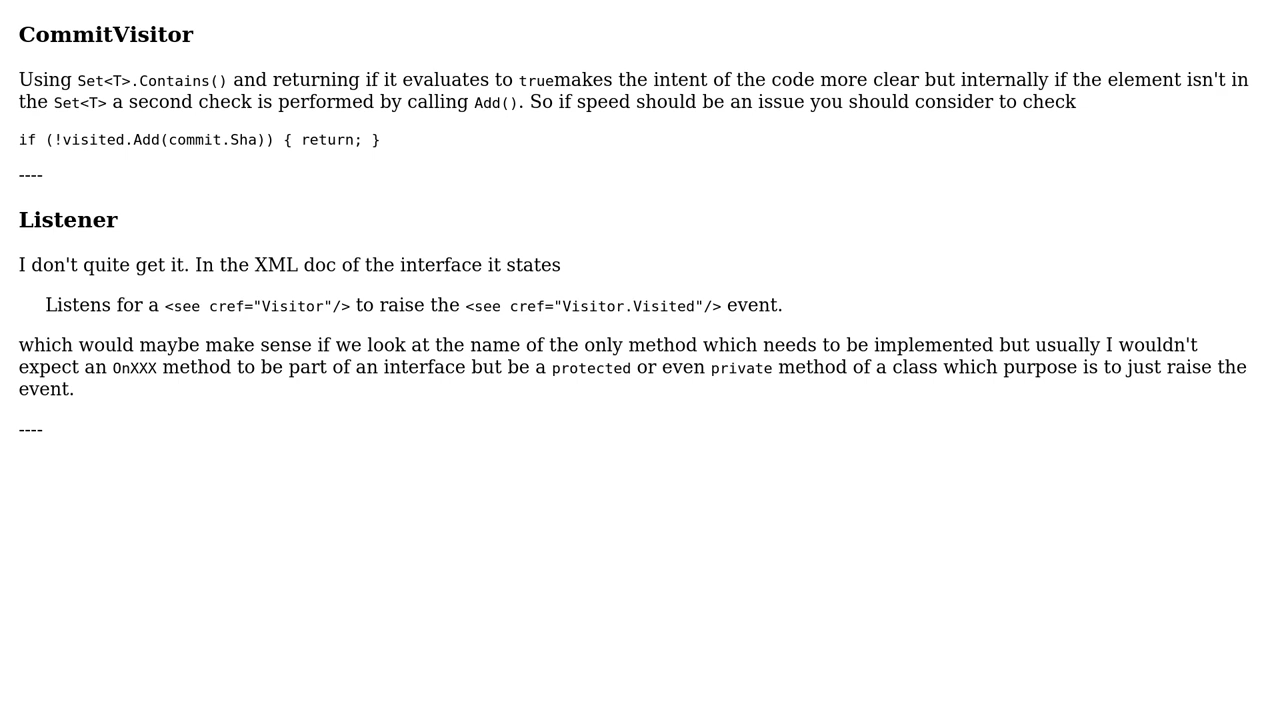 CommitVisitor
Using Set<T>.Contains() and returning if it evaluates to truemakes the intent of the code more clear but internally if the element isn't in
the Set<T> a second check is performed by calling Add(). So if speed should be an issue you should consider to check
if (!visited.Add(commit.Sha)) { return; }
----
Listener
I don't quite get it. In the XML doc of the interface it states
Listens for a <see cref="Visitor"/> to raise the <see cref="Visitor.Visited"/> event.
which would maybe make sense if we look at the name of the only method which needs to be implemented but usually I wouldn't
expect an OnXXX method to be part of an interface but be a protected or even private method of a class which purpose is to just raise the
event.
----